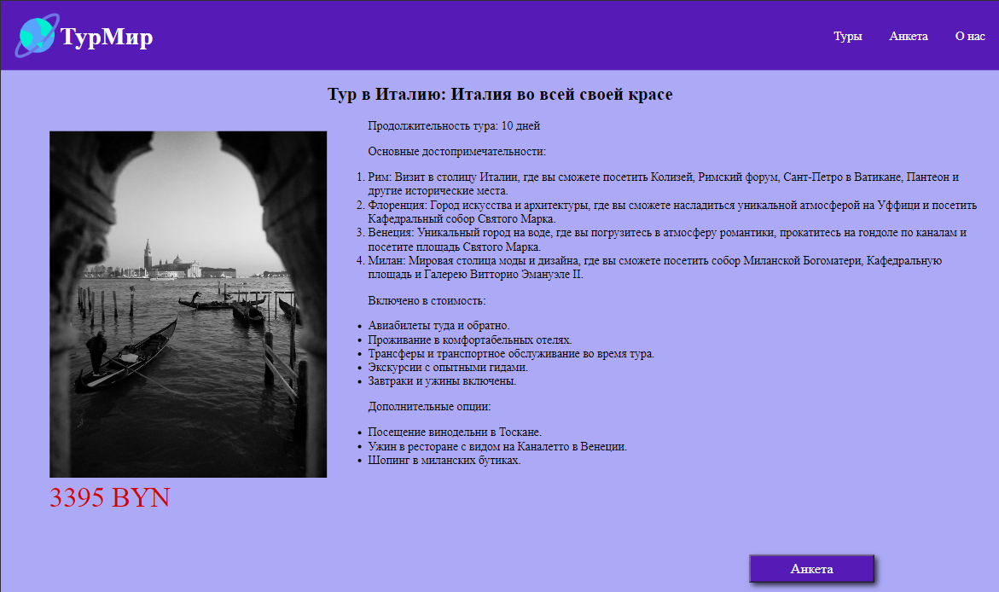 ТурМир
Туры
Анкета
О нас
Тур в Италию: Италия во всей своей красе
Продолжительность тура: 10 дней
Основные достопримечательности:
1. Рим: Визит в столицу Италии, где вы сможете посетить Колизей, Римский форум, Сант-Петро в Ватикане, Пантеон и
другие исторические места.
2. Флоренция: Город искусства и архитектуры, где вы сможете насладиться уникальной атмосферой на Уффици и посетить
Кафедральный собор Святого Марка.
3. Венеция: Уникальный город на воде, где вы погрузитесь в атмосферу романтики, прокатитесь на гондоле по каналам и
посетите площадь Святого Марка.
4. Милан: Мировая столица моды и дизайна, где вы сможете посетить собор Миланской Богоматери, Кафедральную
площадь и Галерею Витторио Эмануэле II.
Включено в стоимость:
• Авиабилеты туда и обратно.
• Проживание в комфортабельных отелях.
• Трансферы и транспортное обслуживание во время тура.
• Экскурсии с опытными гидами.
• Завтраки и ужины включены.
Дополнительные опции:
• Посещение винодельни в Тоскане.
• Ужин в ресторане с видом на Каналетто в Венеции.
• Шопинг в миланских бутиках.
3395 BYN
Анкета